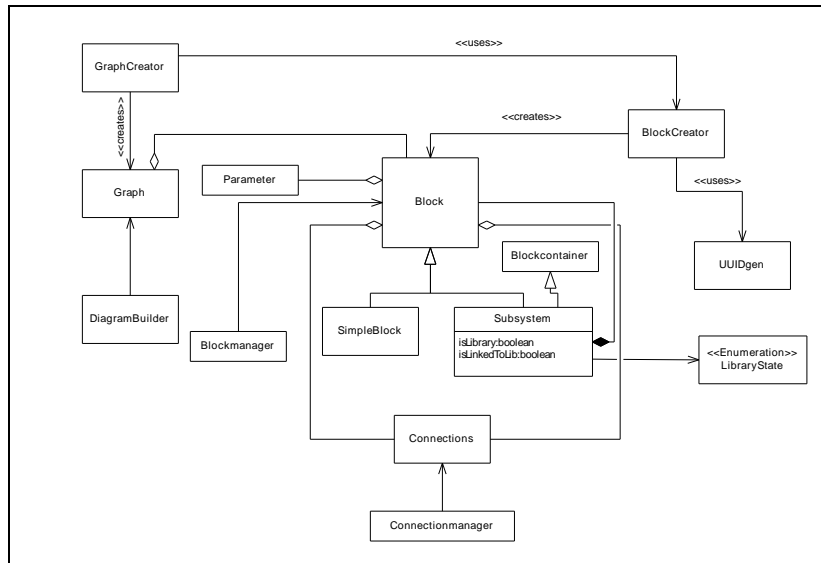 <<uses>>
GraphCreator
<<creates>>
<<creates>>
BlockCreator
Parameter
Graph
Block
<<uses>>
Blockcontainer
UUIDgen
DiagramBuilder
SimpleBlock
Subsystem
isLibrary:boolean
isLinkedToLib:boolean
Blockmanager
<<Enumeration>>
LibraryState
Connections
Connectionmanager